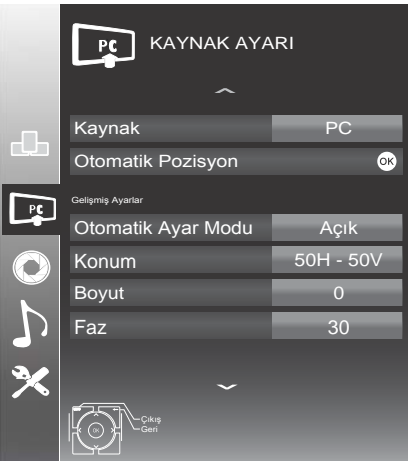 PC KAYNAK AYARI
Kaynak PC
Otomatik Pozisyon OK
Gelişmiş Ayarlar
PC
Otomatik Ayar Modu Açık
Konum 50H - 50V
Boyut 0
Faz 30
Çıkış
OK Geri